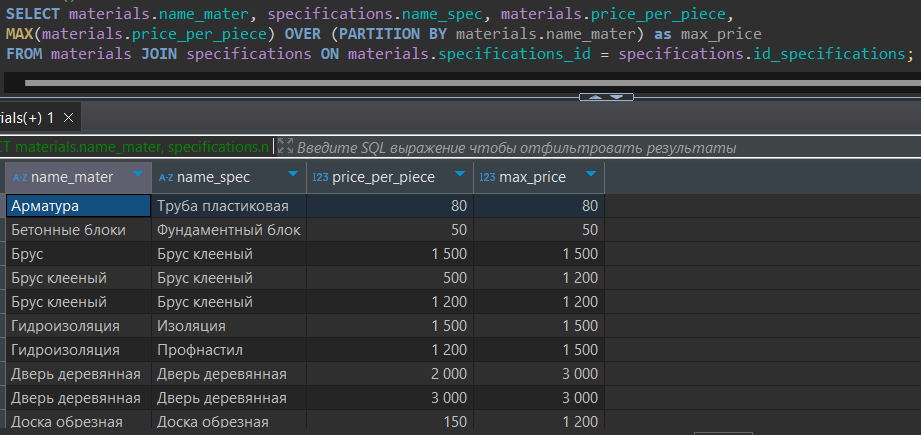 SELECT materials.name_mater, specifications.name_spec, materials.price_per_piece,
MAX(materials.price_per_piece) OVER (PARTITION BY materials.name_mater) as max_price
FROM materials JOIN specifications ON materials.specifications_id = specifications.id_specifications;
ials(+) 1 ×
CT materials.name_mater, specifications.n Введите SQL выражение чтобы отфильтровать результаты
A-Z name_mater A-Z name_spec 123 price_per_piece 123 max_price
Арматура Труба пластиковая 80 80
Бетонные блоки Фундаментный блок 50 50
Брус Брус клееный 1 500 1 500
Брус клееный Брус клееный 500 1 200
Брус клееный Брус клееный 1 200 1 200
Гидроизоляция Изоляция 1 500 1 500
Гидроизоляция Профнастил 1 200 1 500
Дверь деревянная Дверь деревянная 2 000 3 000
Дверь деревянная Дверь деревянная 3 000 3 000
Доска обрезная Доска обрезная 150 1 200